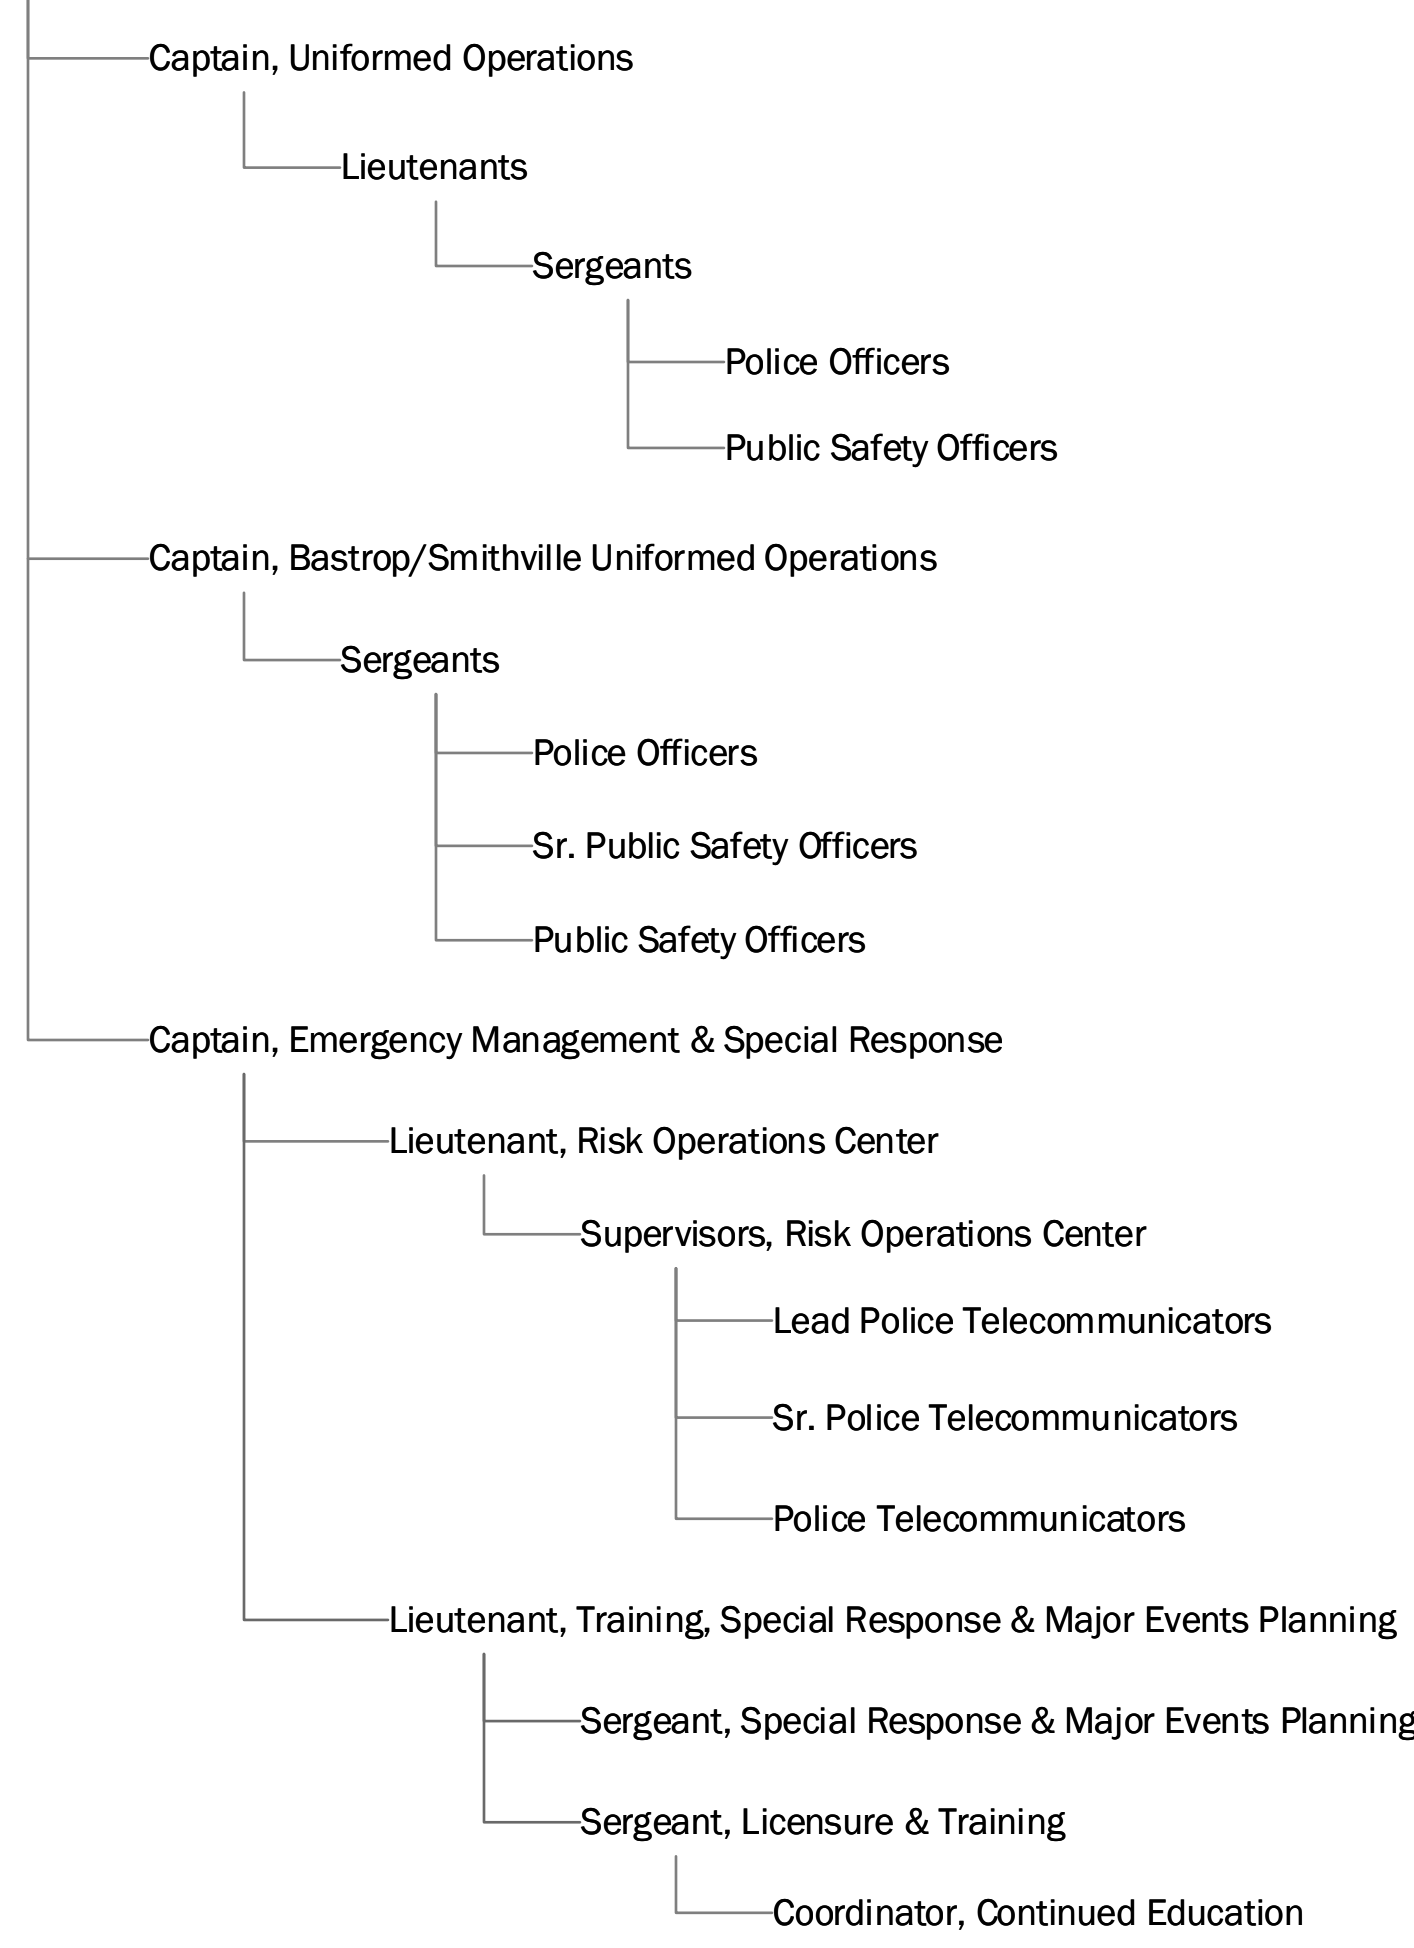 Captain, Uniformed Operations
Lieutenants
Sergeants
Police Officers
Public Safety Officers
Captain, Bastrop/Smithville Uniformed Operations
Sergeants
Police Officers
Sr. Public Safety Officers
Public Safety Officers
Captain, Emergency Management & Special Response
Lieutenant, Risk Operations Center
Supervisors, Risk Operations Center
Lead Police Telecommunicators
Sr. Police Telecommunicators
Police Telecommunicators
Lieutenant, Training, Special Response & Major Events Planning
Sergeant, Special Response & Major Events Planning
Sergeant, Licensure & Training
Coordinator, Continued Education